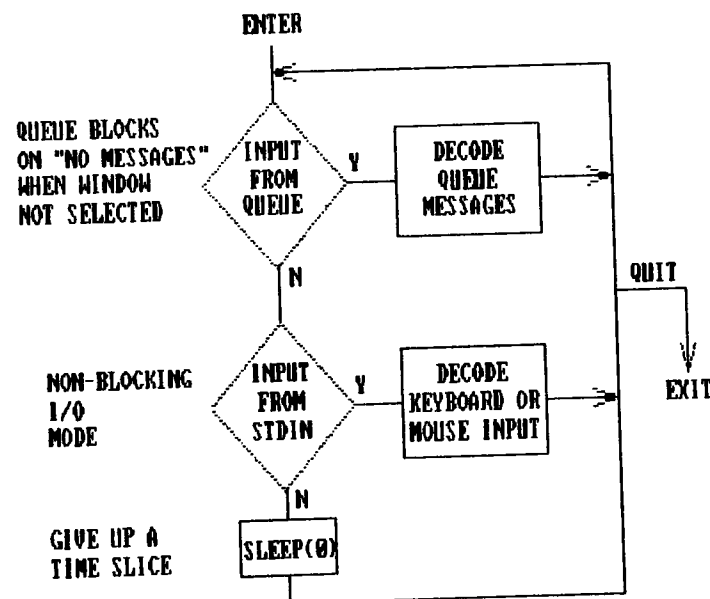 ENTER
QUEUE BLOCKS
ON "NO MESSAGES"
WHEN WINDOW
NOT SELECTED
INPUT
FROM
QUEUE
Y
DECODE
QUEUE
MESSAGES
N
QUIT
EXIT
NON-BLOCKING
I/O
MODE
INPUT
FROM
STDIN
Y
DECODE
KEYBOARD OR
MOUSE INPUT
N
GIVE UP A
TIME SLICE
SLEEP(0)